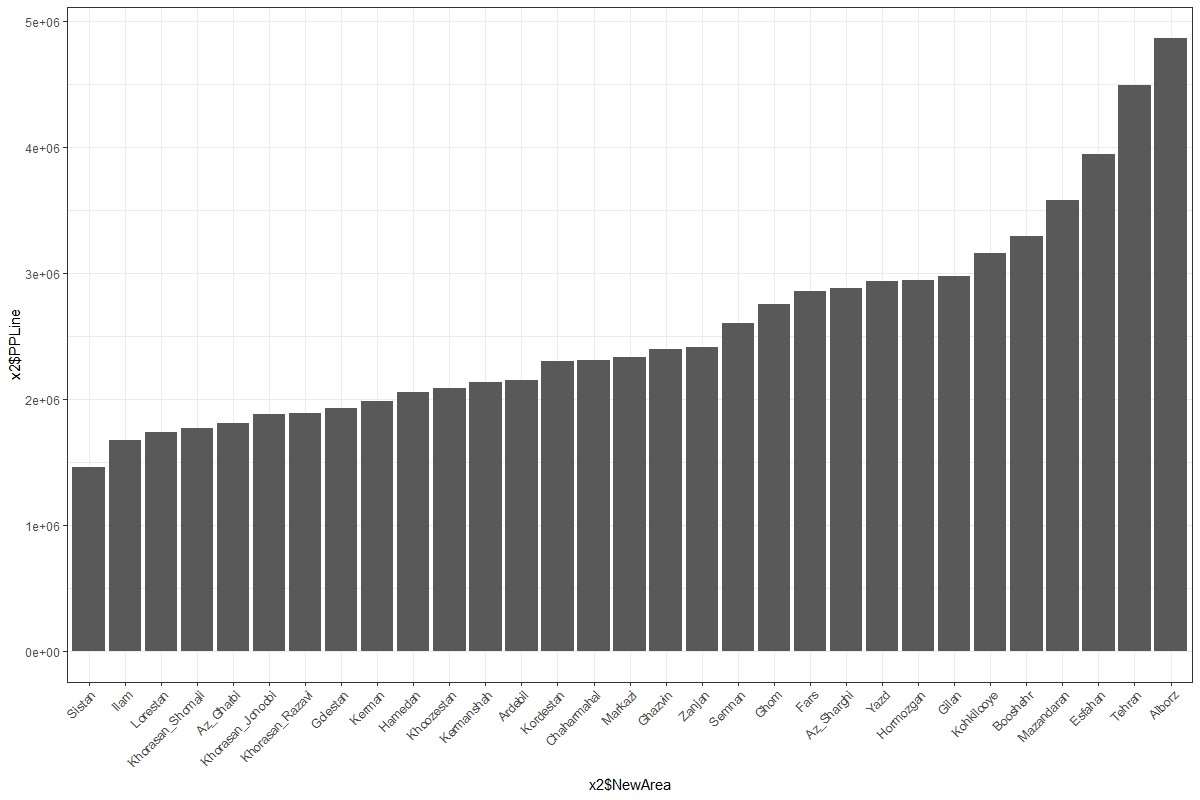 5e+06
4e+06
3e+06
2e+06
1e+06
0e+00
x2$PPLine
Sistan
Ilam
Lorestan
Khorasan_Shomali
Az_Gharbi
Khorasan_Jonoobi
Khorasan_Razavi
Golestan
Kerman
Hamedan
Khoozestan
Kermanshah
Ardebil
Kordestan
Chaharmahal
Markazi
Ghazvin
Zanjan
Semnan
Ghom
Fars
Az_Sharghi
Yazd
Hormozgan
Gilan
Kohkilooye
Booshehr
Mazandaran
Esfahan
Tehran
Alborz
x2$NewArea